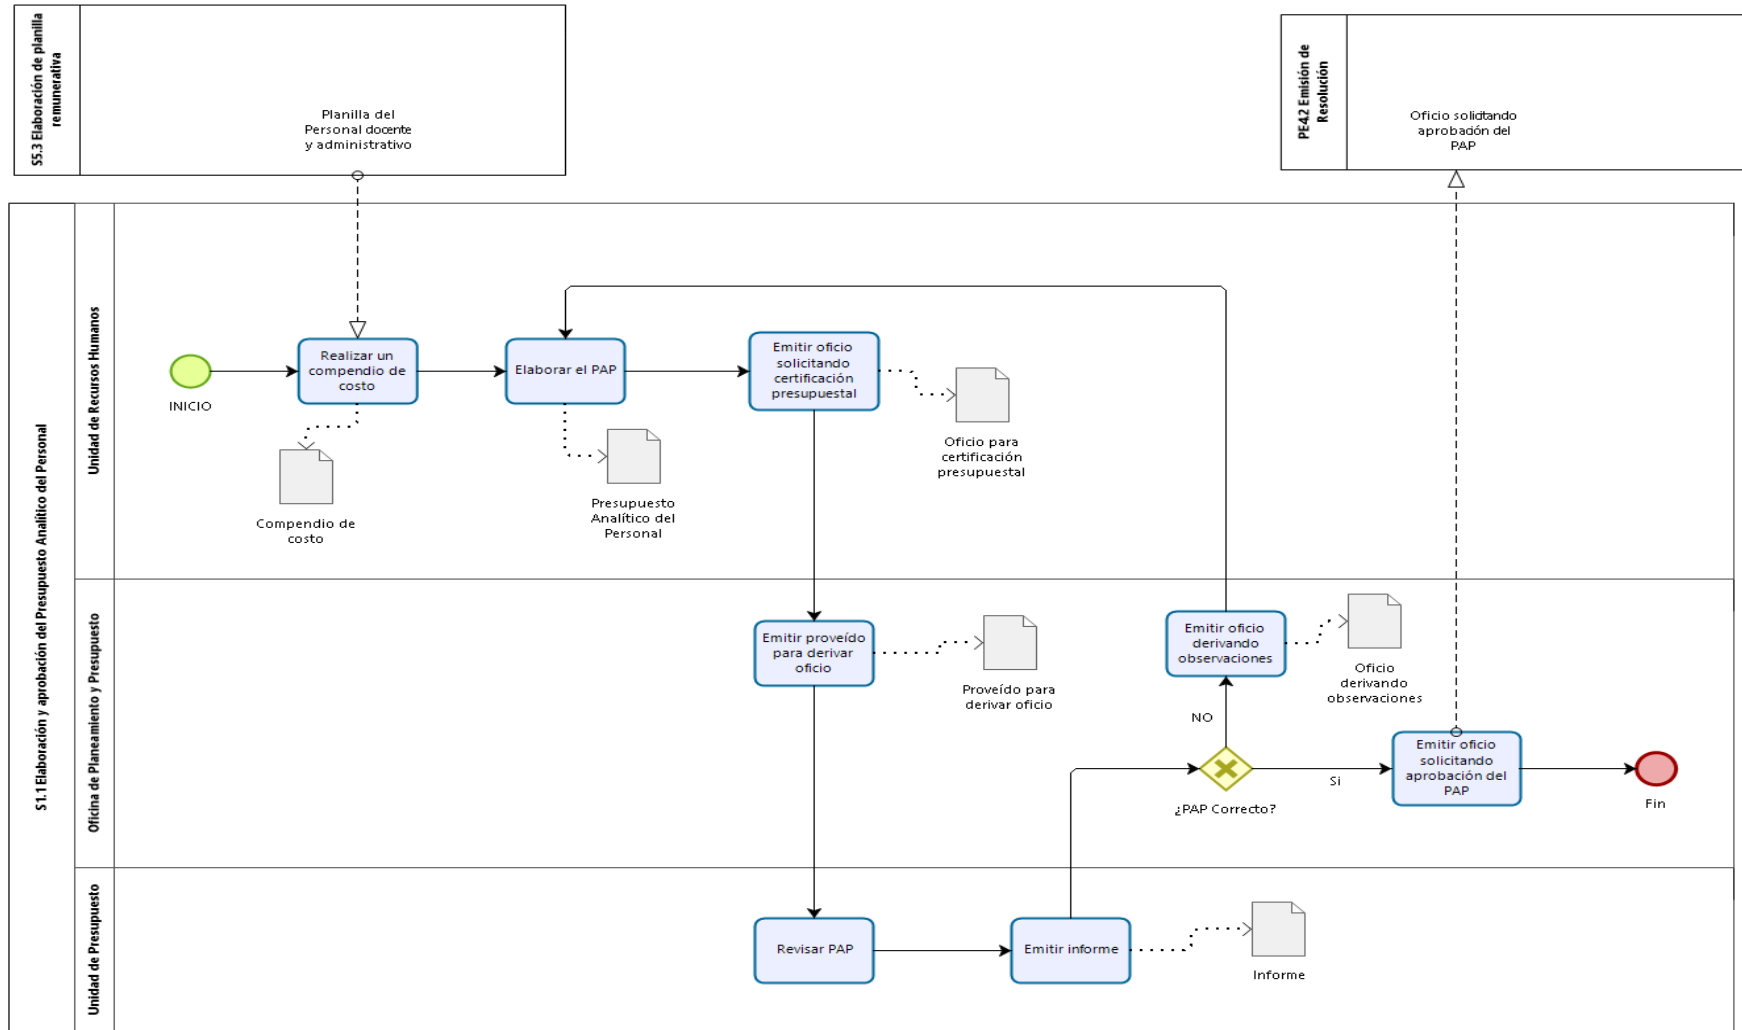 S5.3 Elaboración de planilla
remunerativa
Planilla del
Personal docente
y administrativo
PE4.2 Emisión de
Resolución
Oficio solicitando
aprobación del
PAP
S1.1 Elaboración y aprobación del Presupuesto Analítico del Personal
Unidad de Recursos Humanos
INICIO
Realizar un
compendio de
costo
Elaborar el PAP
Emitir oficio
solicitando
certificación
presupuestal
Compendio de
costo
Presupuesto
Analítico del
Personal
Oficio para
certificación
presupuestal
Oficina de Planeamiento y Presupuesto
Emitir proveído
para derivar
oficio
Proveído para
derivar oficio
Emitir oficio
derivando
observaciones
Oficio
derivando
observaciones
NO
¿PAP Correcto?
Si
Emitir oficio
solicitando
aprobación del
PAP
Fin
Unidad de Presupuesto
Revisar PAP
Emitir informe
Informe